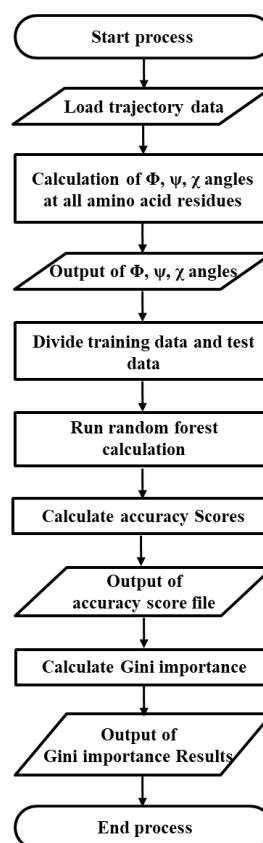 Start process
Load trajectory data
Calculation of Φ, ψ, χ angles
at all amino acid residues
Output of Φ, ψ, χ angles
Divide training data and test
data
Run random forest
calculation
Calculate accuracy Scores
Output of
accuracy score file
Calculate Gini importance
Output of
Gini importance Results
End process